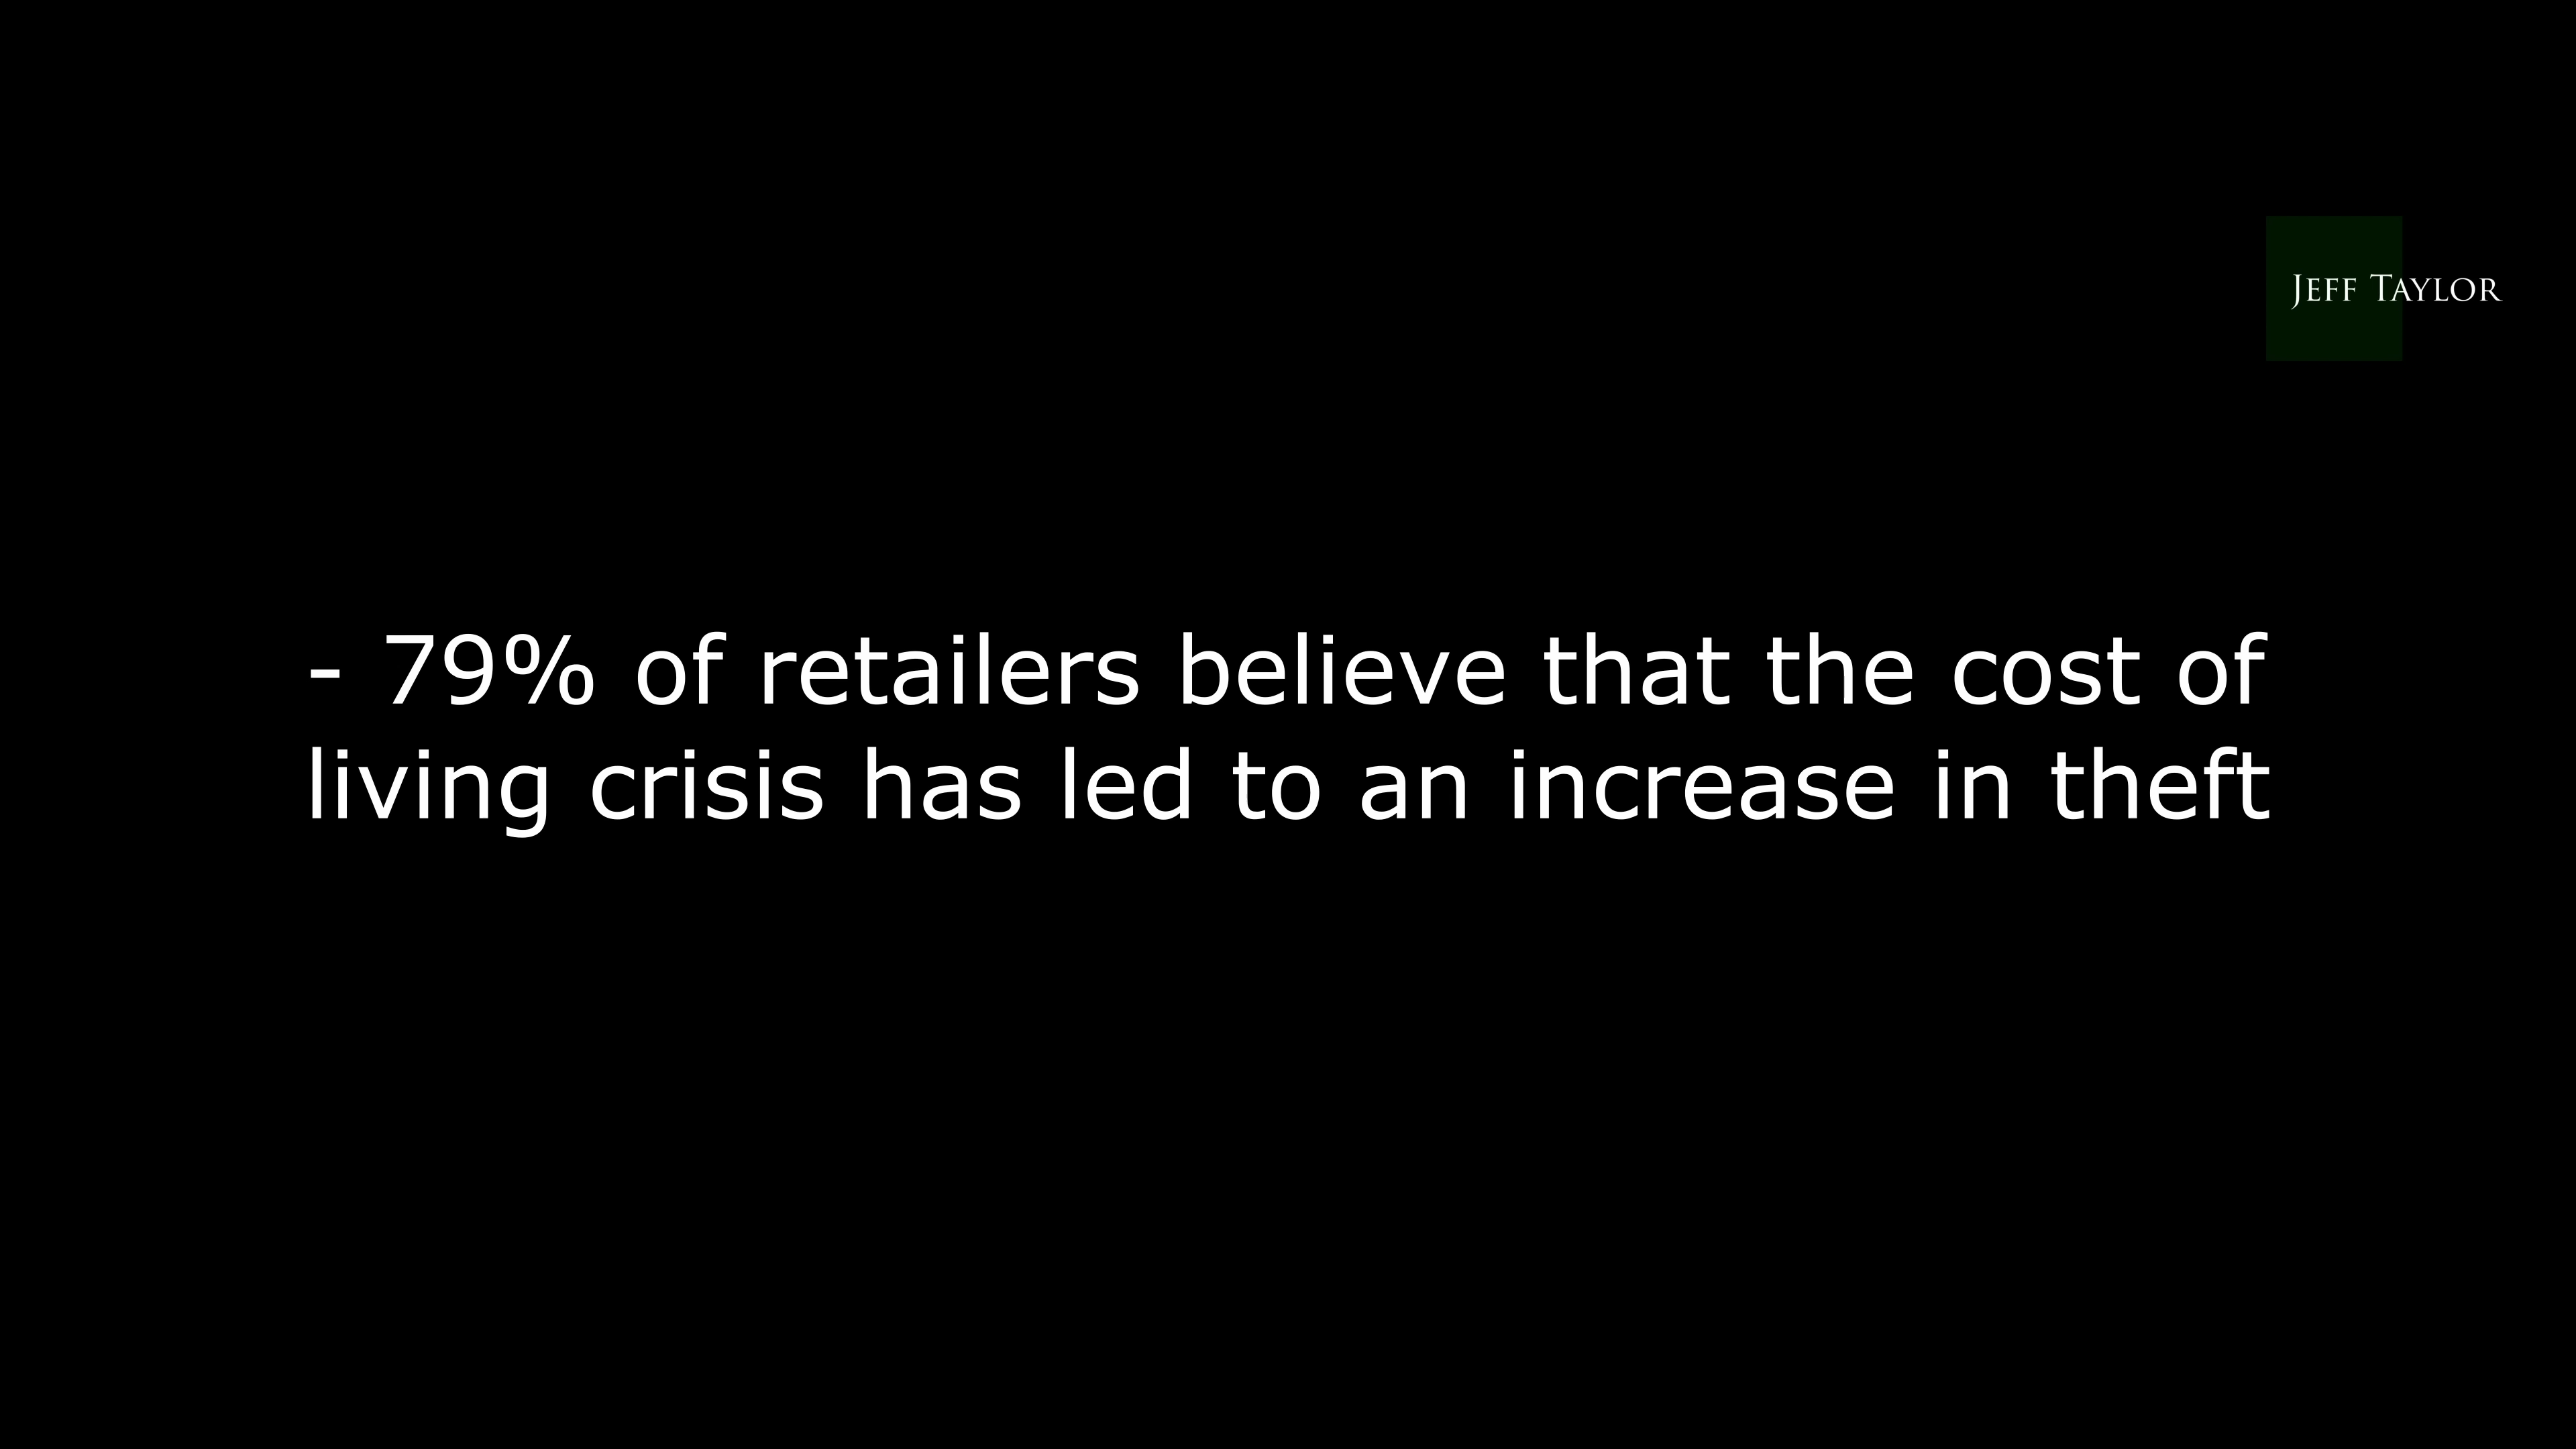 JEFF TAYLOR
- 79% of retailers believe that the cost of
living crisis has led to an increase in theft